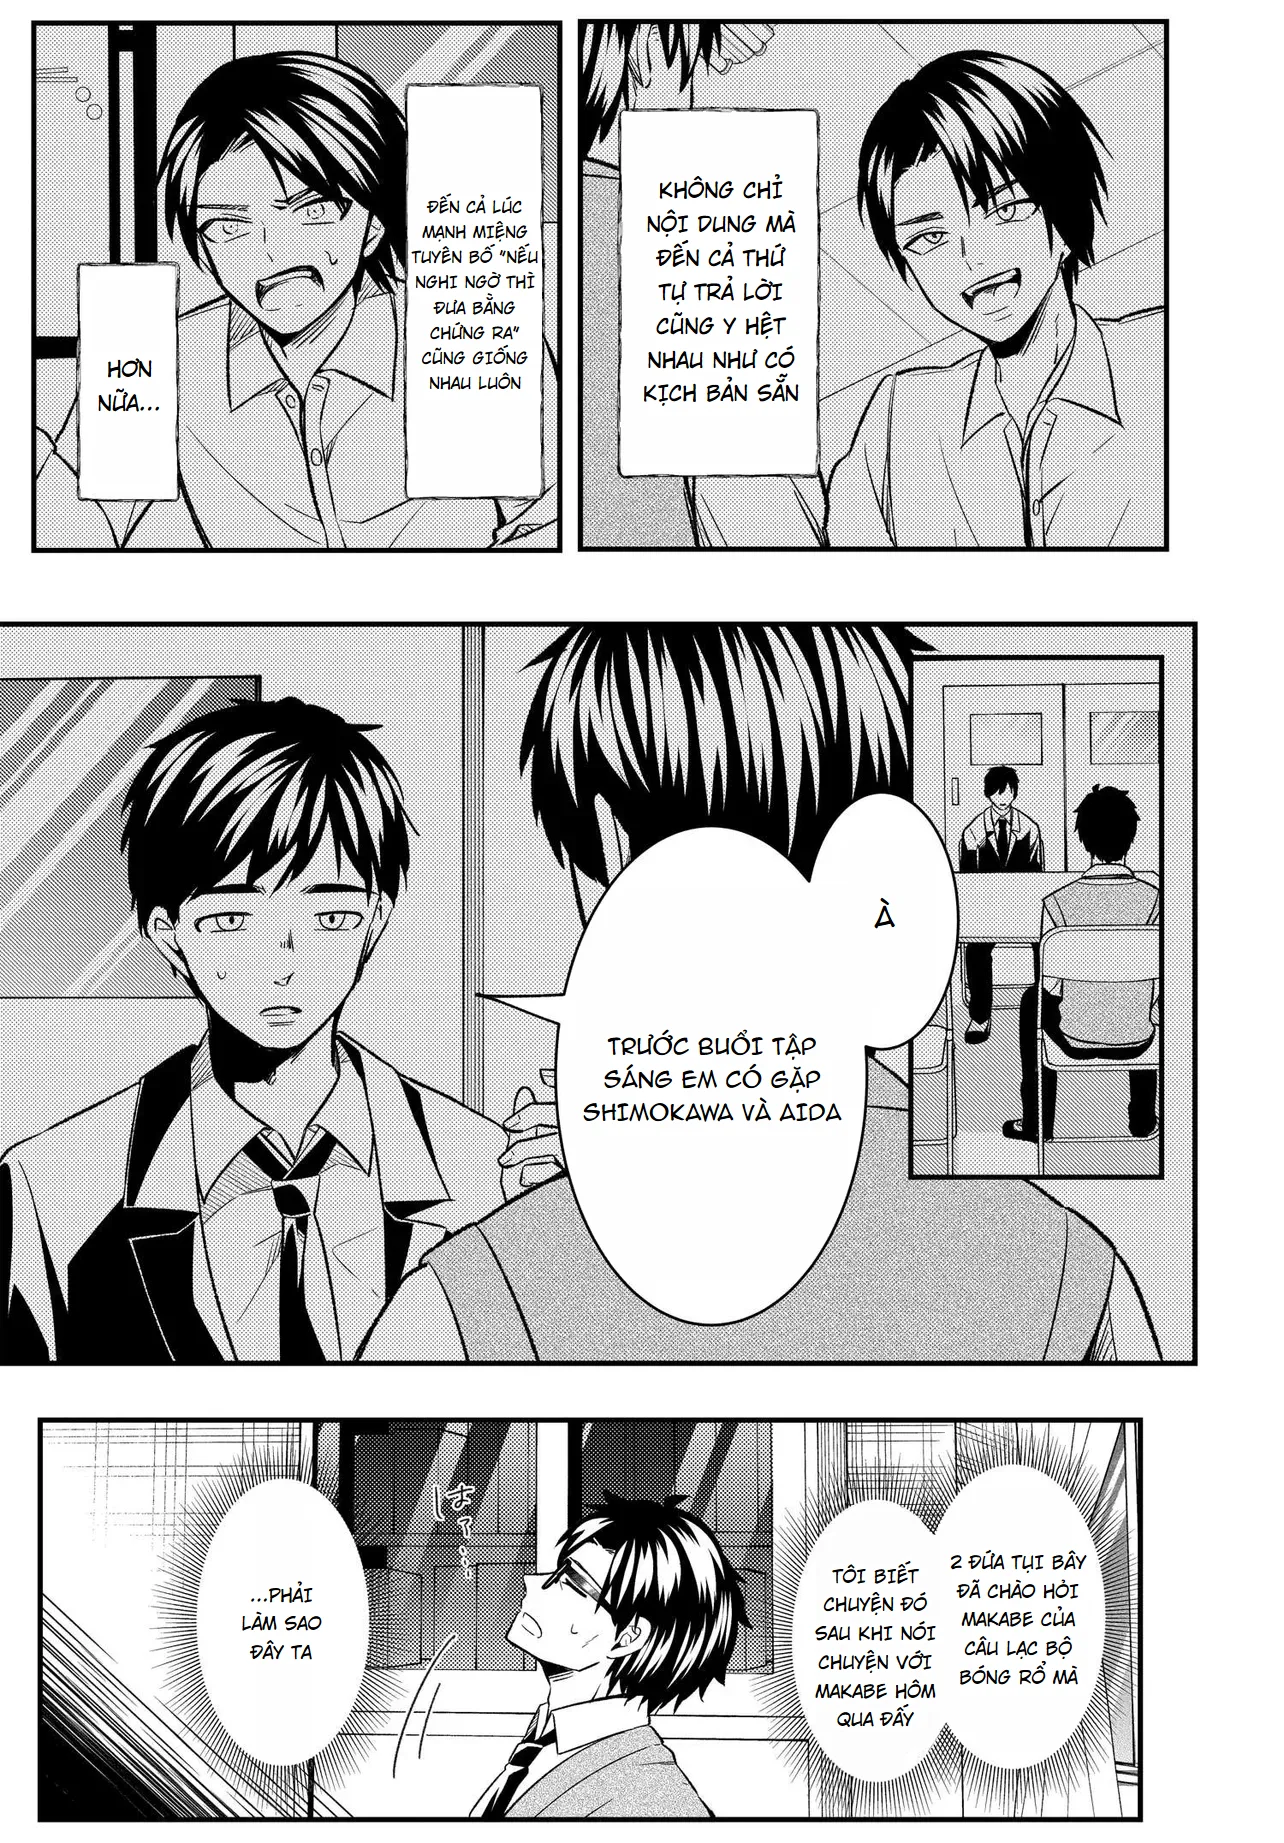 KHÔNG CHỈ
NỘI DUNG MÀ
ĐẾN CẢ THỨ
TỰ TRẢ LỜI
CŨNG Y HỆT
NHAU NHƯ CÓ
KỊCH BẢN SẴN
ĐẾN CẢ LÚC
MẠNH MIỆNG
TUYÊN BỐ "NẾU
NGHI NGỜ THÌ
ĐƯA BẰNG
CHỨNG RA"
CŨNG GIỐNG
NHAU LUÔN
HƠN
NỮA...
À
TRƯỚC BUỔI TẬP
SÁNG EM CÓ GẶP
SHIMOKAWA VÀ AIDA
2 ĐỨA TỤI BÂY
ĐÃ CHÀO HỎI
MAKABE CỦA
CÂU LẠC BỘ
BÓNG RỔ MÀ
TÔI BIẾT
CHUYỆN ĐÓ
SAU KHI NÓI
CHUYỆN VỚI
MAKABE HÔM
QUA ĐẤY
はー…
...PHẢI
LÀM SAO
ĐÂY TA